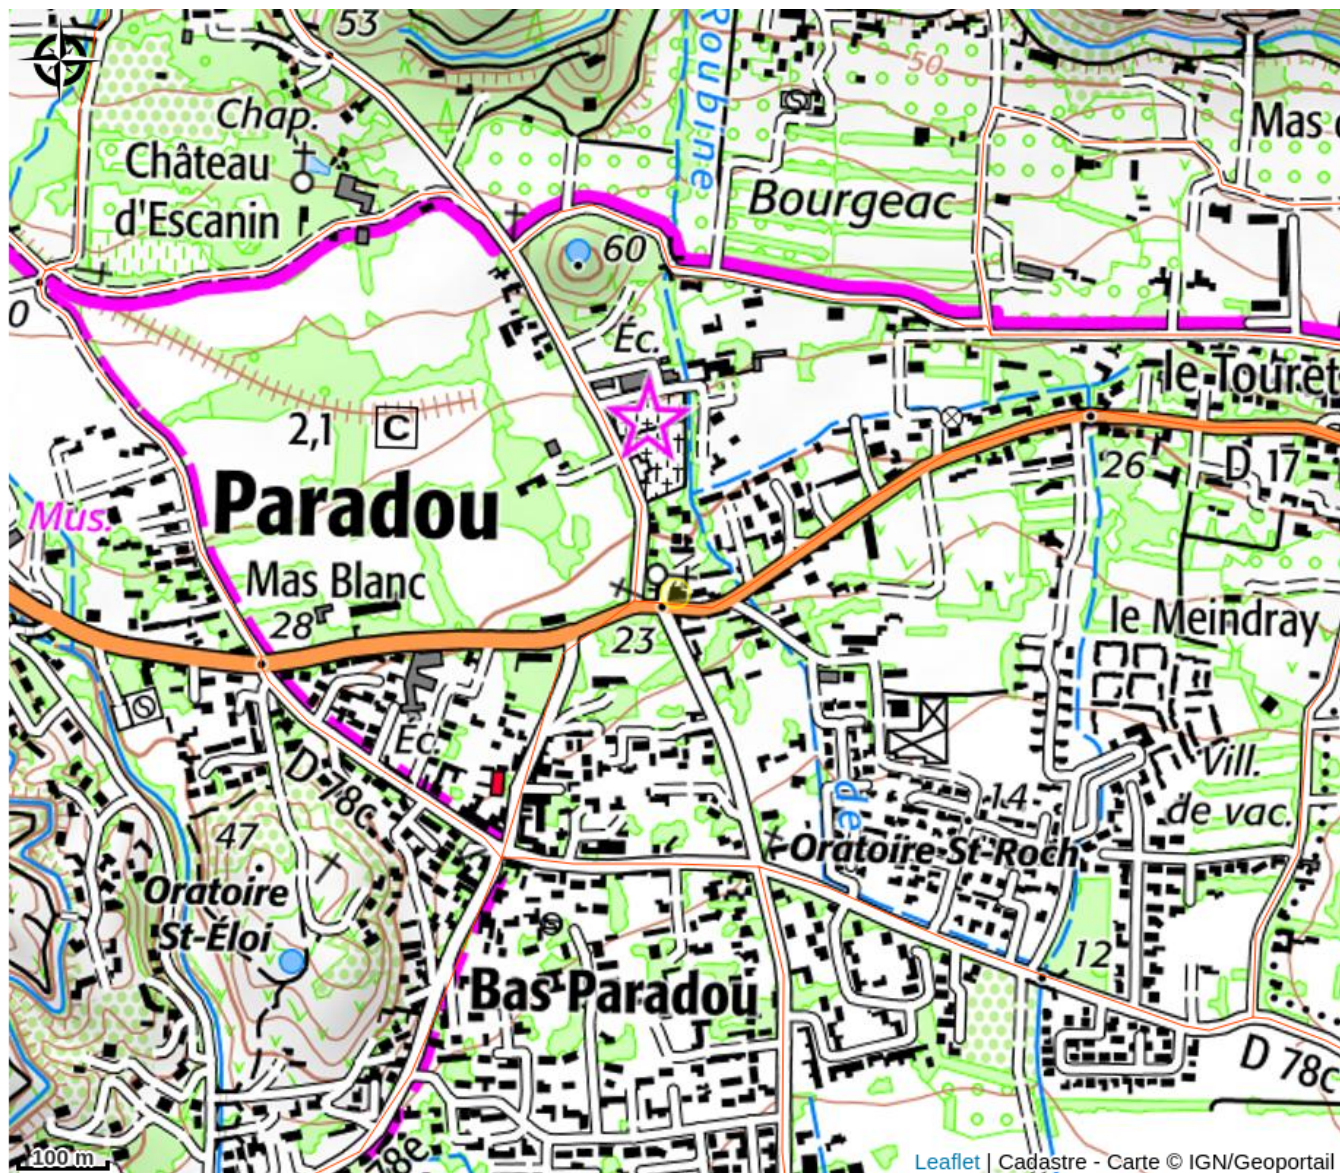 53
Roubine
50
Chap.
Mas
Château
d'Escanin
Bourgeac
60
0
Éc.
le Touret
2,1
C
26
D 17
Paradou
Mus.
Mas Blanc
28
23
le Meindray
Éc.
Vill.
D 78c
14
de vac.
de
47
Oratoire St-Roch
Oratoire
St-Éloi
12
Bas Paradou
D 78c
78e
100 m
Leaflet | Cadastre - Carte © IGN/Geoportail